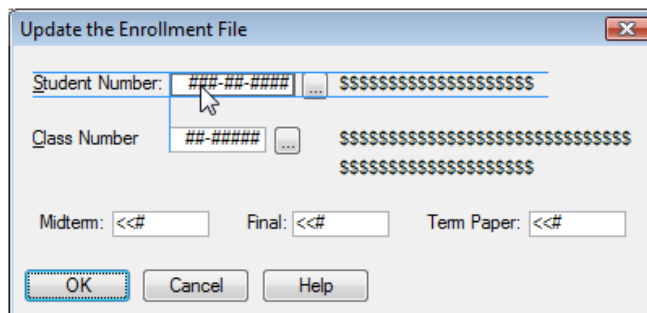 Update the Enrollment File
Student Number: ###-##-#### ... $$$$$$$$$$$$$$$$$$$$
Class Number ##-##### ... $$$$$$$$$$$$$$$$$$$$$$$$$$$$$$
$$$$$$$$$$$$$$$$$$$$
Midterm: <<# Final: <<# Term Paper: <<#
OK Cancel Help